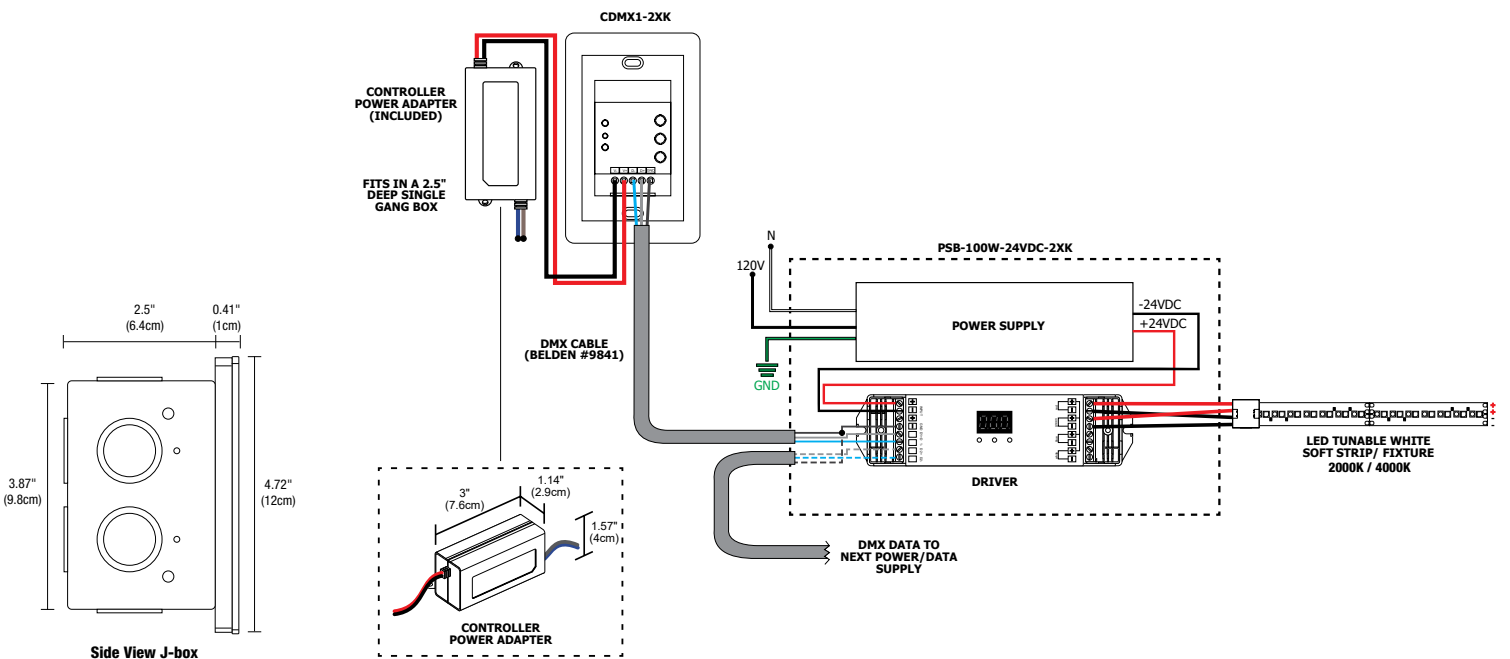 CDMX1-2XK
CONTROLLER
POWER ADAPTER
(INCLUDED)
FITS IN A 2.5"
DEEP SINGLE
GANG BOX
DMX CABLE
(BELDEN #9841)
N
120V
GND
PSB-100W-24VDC-2XK
POWER SUPPLY
-24VDC
+24VDC
DRIVER
LED TUNABLE WHITE
SOFT STRIP/ FIXTURE
2000K / 4000K
DMX DATA TO
NEXT POWER/DATA
SUPPLY
2.5"
(6.4cm)
0.41"
(1cm)
3.87"
(9.8cm)
4.72"
(12cm)
Side View J-box
3"
(7.6cm)
1.14"
(2.9cm)
1.57"
(4cm)
CONTROLLER
POWER ADAPTER